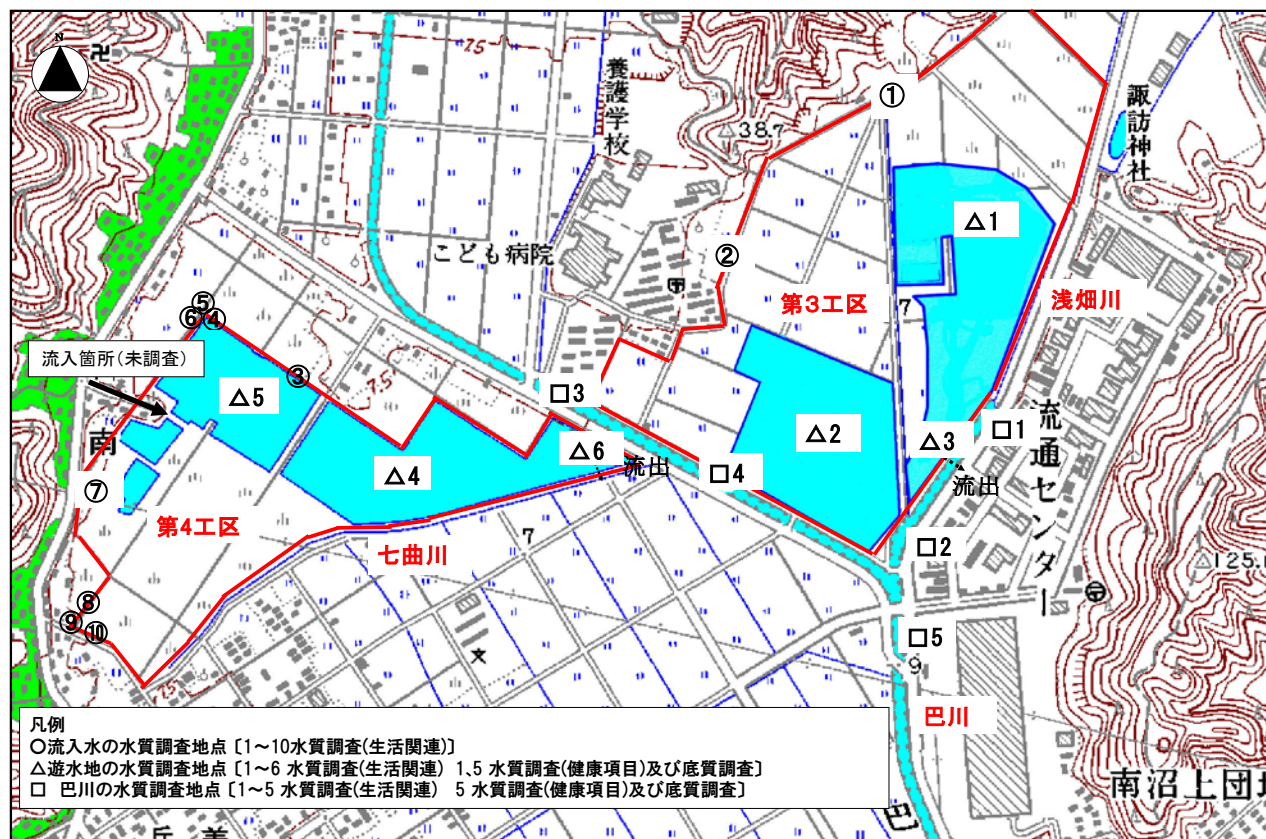 N
卍
75
養護学校
①
諏訪神社
△38.7
△1
こども病院
②
第3工区
7
浅畑川
⑤
⑥④
流入箇所(未調査)
③
75
△5
□3
△2
□1
流通センター
南
△4
△6
流出
□4
△3
流出
⑦
第4工区
七曲川
7
□2
△125.
⑧
⑨
⑩
文
□5
9
75
巴川
凡例
○流入水の水質調査地点〔1~10水質調査(生活関連)〕
△遊水地の水質調査地点〔1~6 水質調査(生活関連) 1、5 水質調査(健康項目)及び底質調査〕
□ 巴川の水質調査地点〔1~5 水質調査(生活関連) 5 水質調査(健康項目)及び底質調査〕
南沼上団地
巴